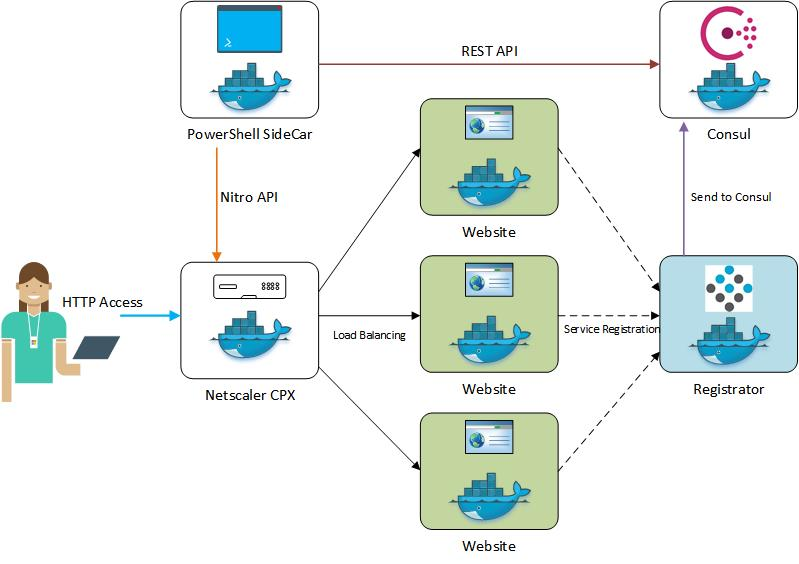 REST API
PowerShell SideCar
Consul
Nitro API
Send to Consul
Website
HTTP Access
Load Balancing
Service Registration
Netscaler CPX
Website
Registrator
Website